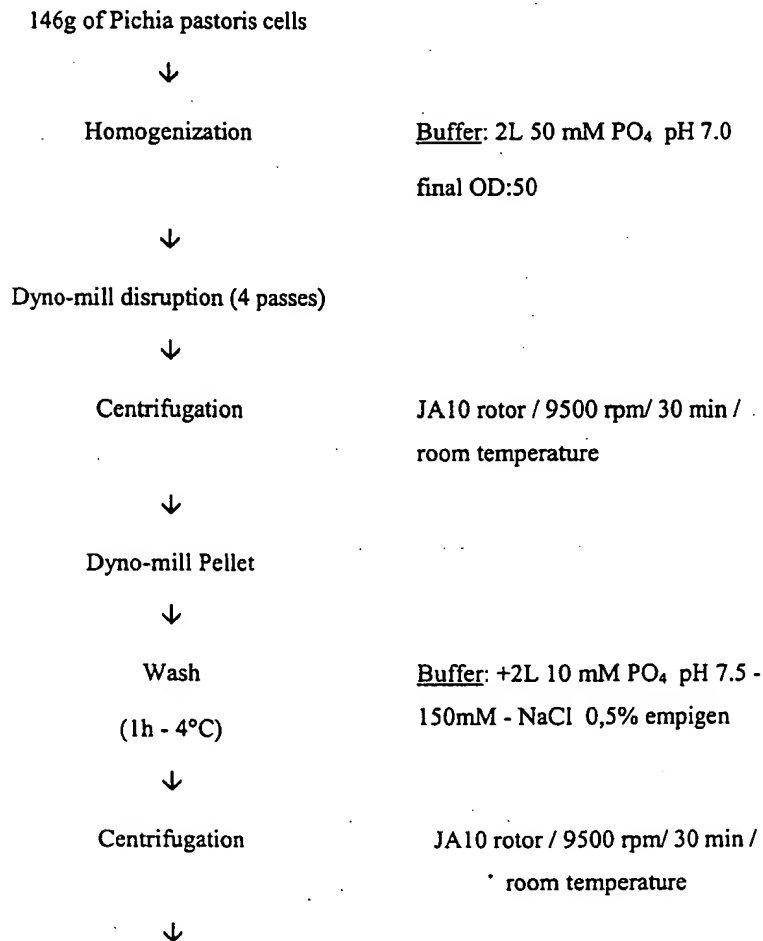 146g of Pichia pastoris cells
↓
Homogenization
Buffer: 2L 50 mM PO₄ pH 7.0
final OD:50
↓
Dyno-mill disruption (4 passes)
↓
Centrifugation
JA10 rotor / 9500 rpm/ 30 min /
room temperature
↓
Dyno-mill Pellet
↓
Wash
(1h - 4°C)
Buffer: +2L 10 mM PO₄ pH 7.5 -
150mM - NaCl 0,5% empigen
↓
Centrifugation
JA10 rotor / 9500 rpm/ 30 min /
room temperature
↓